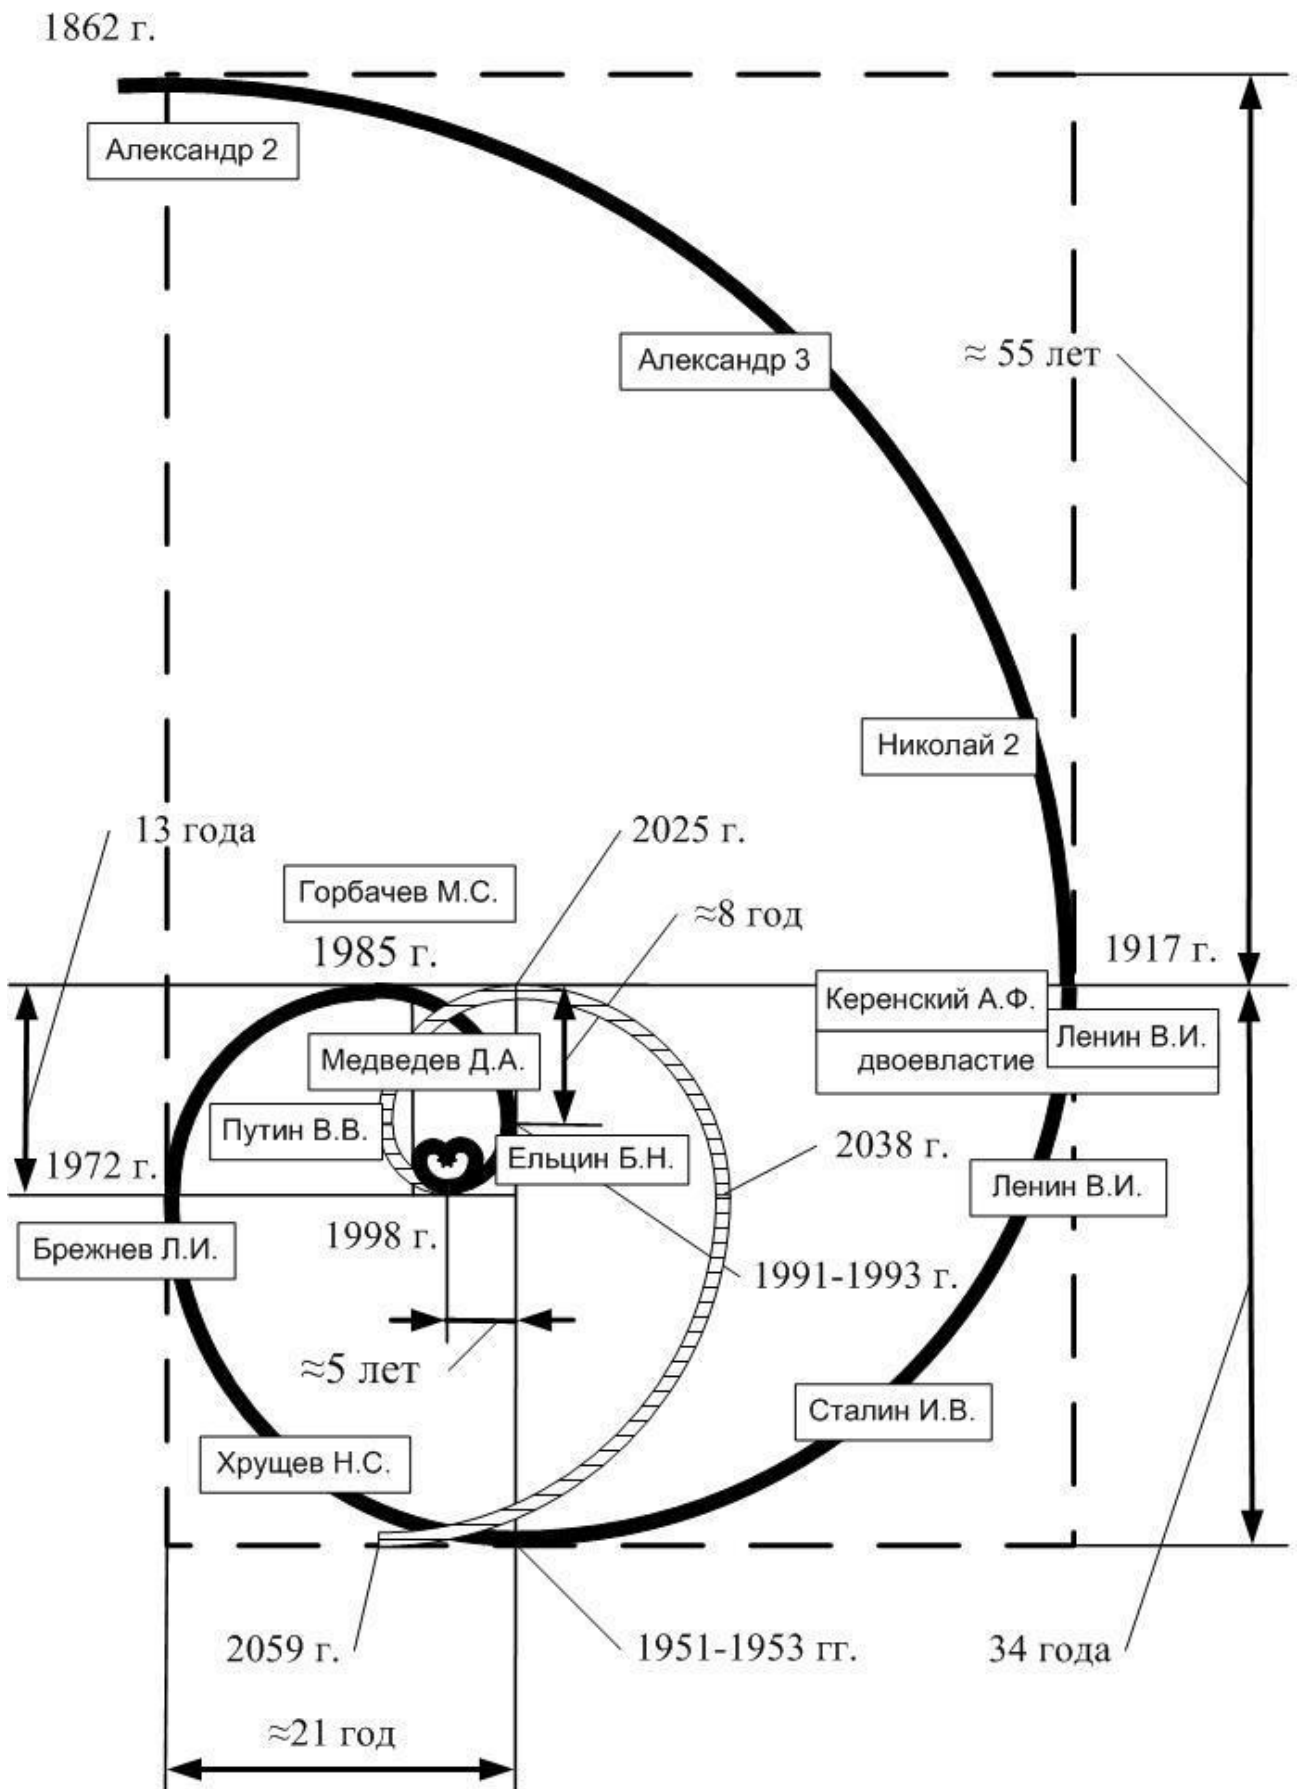 1862 г.
Александр 2
Александр 3
≈ 55 лет
Николай 2
13 года
2025 г.
Горбачев М.С.
≈8 год
1985 г.
1917 г.
Керенский А.Ф.
Ленин В.И.
двоевластие
Медведев Д.А.
Путин В.В.
Ельцин Б.Н.
2038 г.
1972 г.
Ленин В.И.
Брежнев Л.И.
1998 г.
1991-1993 г.
≈5 лет
Сталин И.В.
Хрущев Н.С.
2059 г.
1951-1953 гг.
34 года
≈21 год